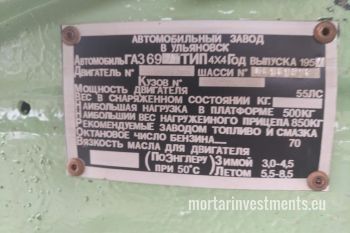 АВТОМОБИЛЬНЫЙ ЗАВОД
В УЛЬЯНОВСК
АВТОМОБИЛЬ ГАЗ 69 ТИП 4Х4 ГОД ВЫПУСКА 195
ДВИГАТЕЛЬ № ШАССИ №
КУЗОВ №
МОЩНОСТЬ ДВИГАТЕЛЯ 55ЛС
ВЕС В СНАРЯЖЕННОМ СОСТОЯНИИ КГ.
НАИБОЛЬШАЯ НАГРУЗКА В ПЛАТФОРМЕ 500КГ
НАИБОЛЬШИЙ ВЕС НАГРУЖЕННОГО ПРИЦЕПА 850КГ
РЕКОМЕНДУЕМЫЕ ЗАВОДОМ ТОПЛИВО И СМАЗКА
ОКТАНОВОЕ ЧИСЛО БЕНЗИНА 70
ВЯЗКОСТЬ МАСЛА ДЛЯ ДВИГАТЕЛЯ
(ПО ЭНГЛЕРУ ПРИ 50°С) ЗИМОЙ 3,0-4,5
ЛЕТОМ 5,5-8,5
mortarinvestments.eu